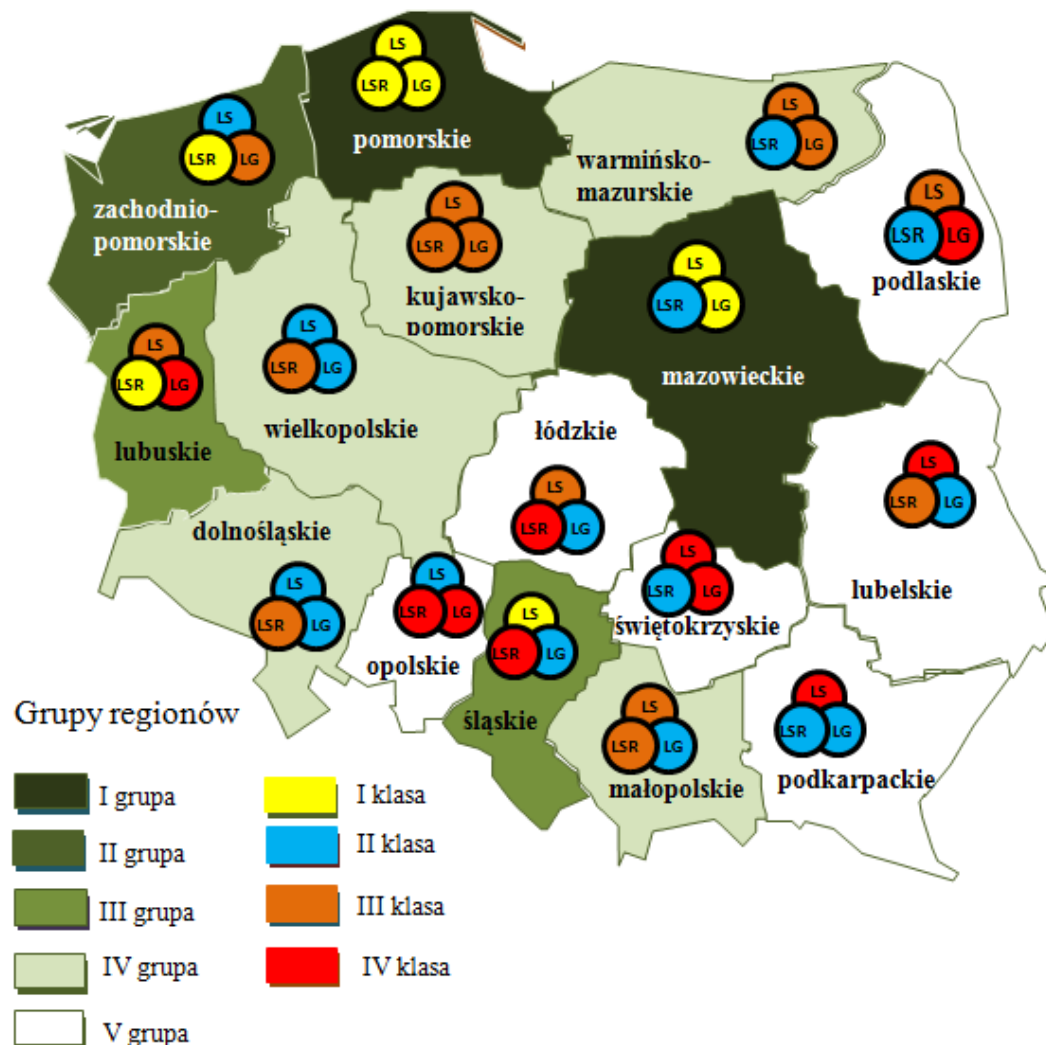 LS
LSR LG
pomorskie
LS
LSR LG
zachodnio-
pomorskie
LS
LSR LG
warmińsko-
mazurskie
LS
LSR LG
podlaskie
LS
LSR LG
kujawsko-
pomorskie
LS
LSR LG
mazowieckie
LS
LSR LG
wielkopolskie
LS
LSR LG
lubuskie
łódzkie
LS
LSR LG
LS
LSR LG
lubelskie
dolnośląskie
LS
LSR LG
LS
LSR LG
opolskie
LS
LSR LG
śląskie
LS
LSR LG
świętokrzyskie
LS
LSR LG
małopolskie
LS
LSR LG
podkarpackie
Grupy regionów
I grupa
II grupa
III grupa
IV grupa
V grupa
I klasa
II klasa
III klasa
IV klasa